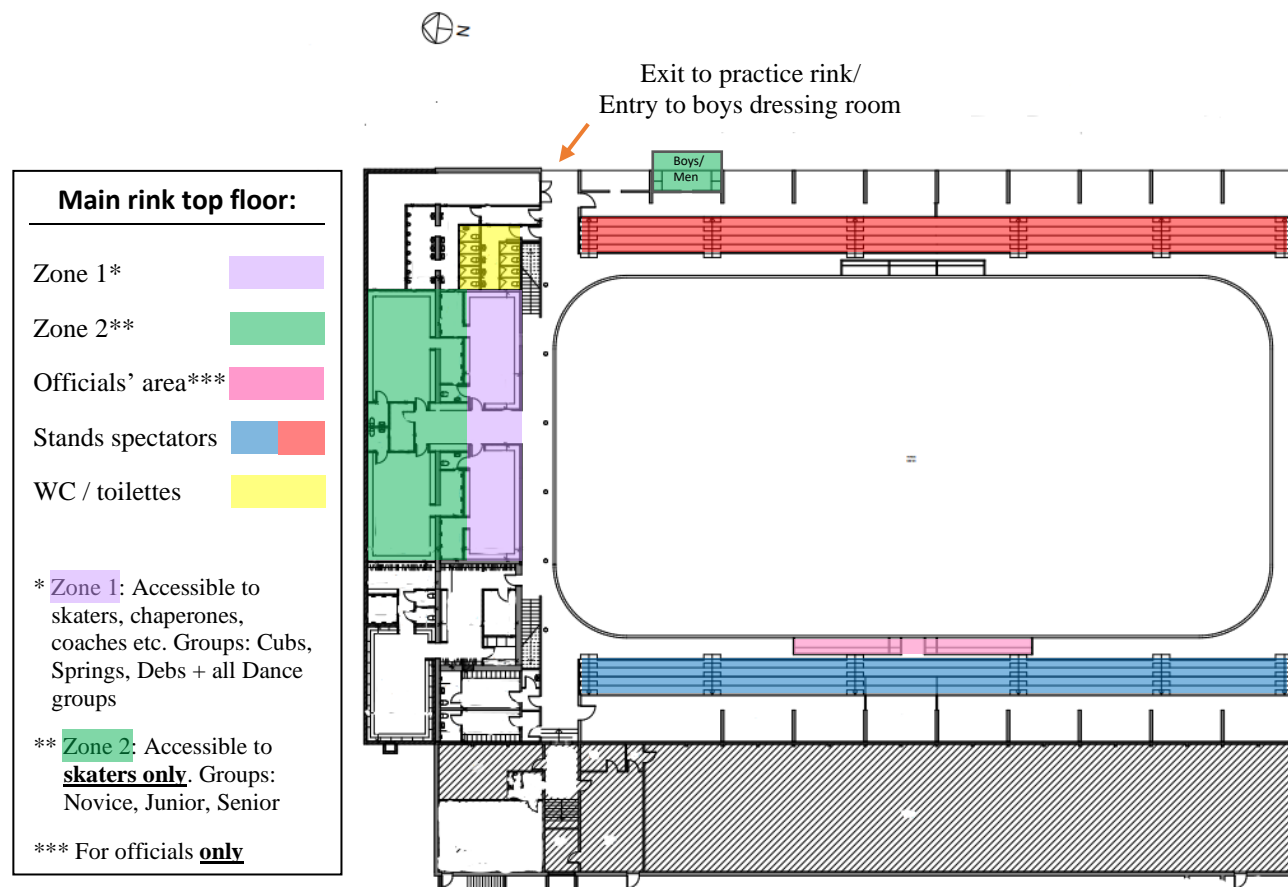 N
Exit to practice rink/
Entry to boys dressing room
Boys/
Men
Main rink top floor:
Zone 1*
Zone 2**
Officials’ area***
Stands spectators
WC / toilettes
* Zone 1: Accessible to
skaters, chaperones,
coaches etc. Groups: Cubs,
Springs, Debs + all Dance
groups
** Zone 2: Accessible to
skaters only. Groups:
Novice, Junior, Senior
*** For officials only